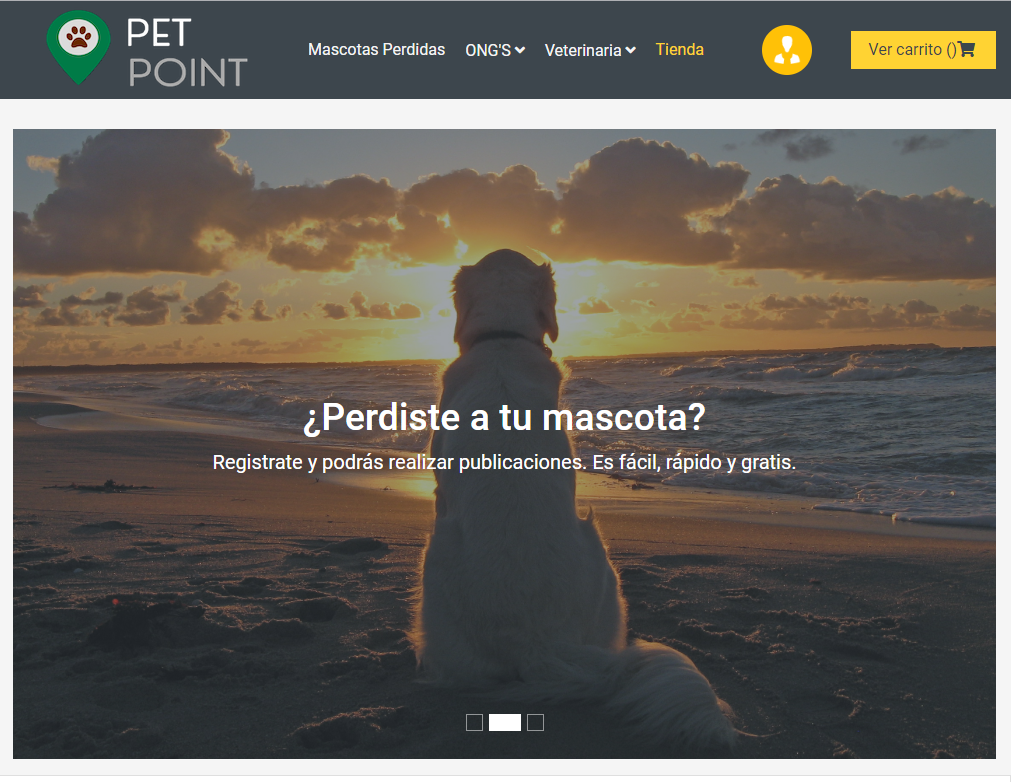 PET
POINT
Mascotas Perdidas
ONG'S
Veterinaria
Tienda
Ver carrito ()
¿Perdiste a tu mascota?
Registrate y podrás realizar publicaciones. Es fácil, rápido y gratis.